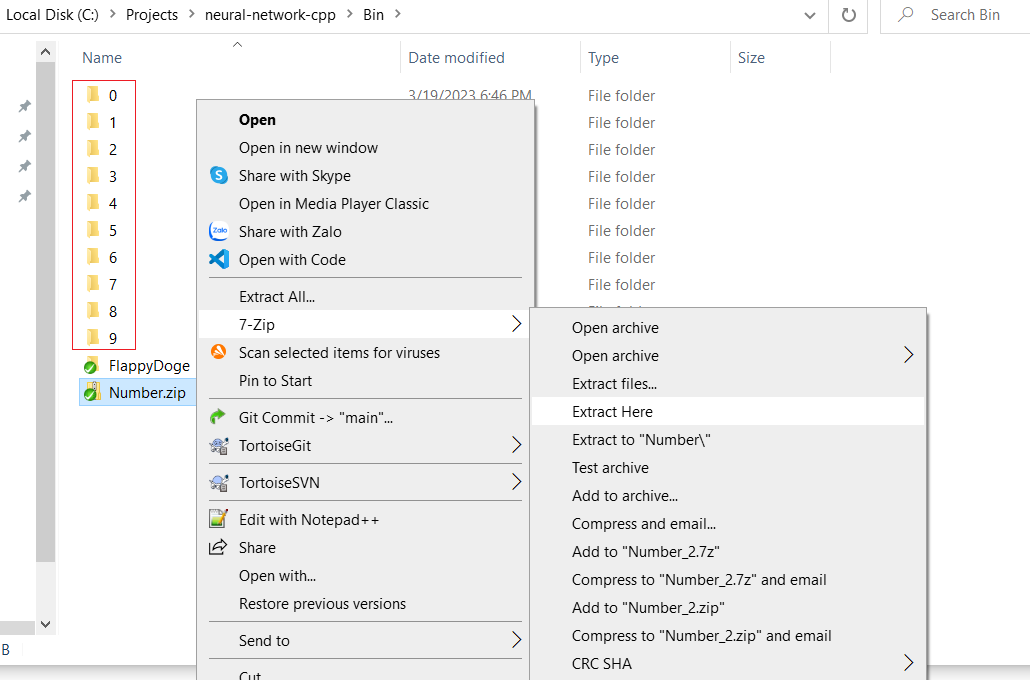 Local Disk (C:) > Projects > neural-network-cpp > Bin >
Search Bin
Name
Date modified
Type
Size
0
3/19/2023 6:46 PM
File folder
1
File folder
2
File folder
3
File folder
4
File folder
5
File folder
6
File folder
7
File folder
8
9
FlappyDoge
Number.zip
Open
Open in new window
Share with Skype
Open in Media Player Classic
Zalo
Share with Zalo
Open with Code
Extract All...
7-Zip
Scan selected items for viruses
Pin to Start
Git Commit -> "main"...
TortoiseGit
TortoiseSVN
Edit with Notepad++
Share
Open with...
Restore previous versions
Send to
Cut
Open archive
Open archive
Extract files...
Extract Here
Extract to "Number\"
Test archive
Add to archive...
Compress and email...
Add to "Number_2.7z"
Compress to "Number_2.7z" and email
Add to "Number_2.zip"
Compress to "Number_2.zip" and email
CRC SHA
B